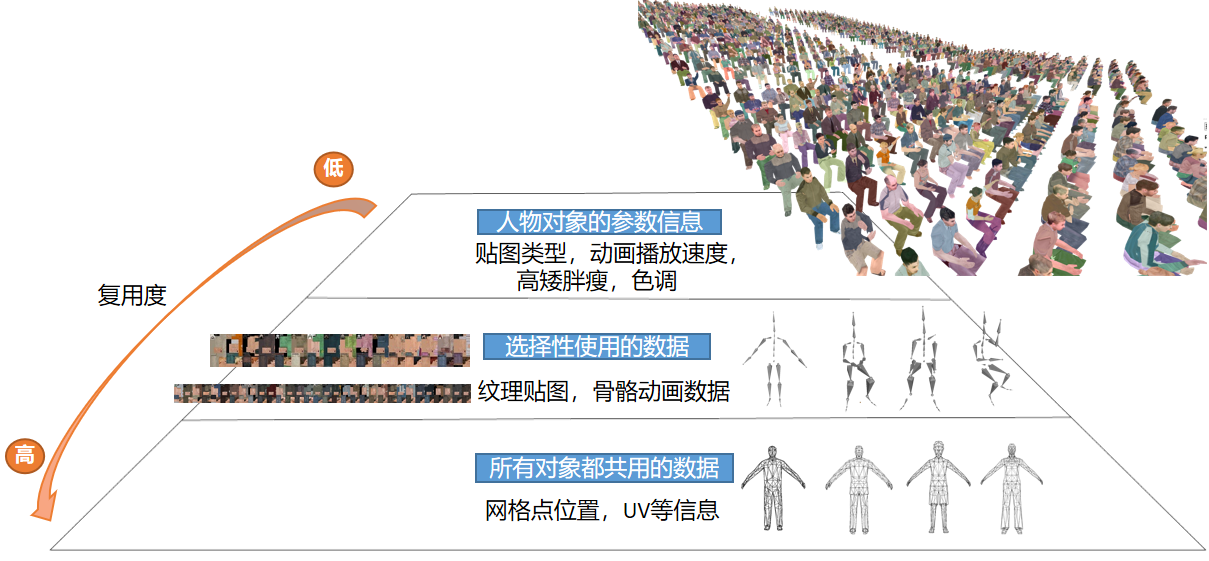 低
人物对象的参数信息
贴图类型，动画播放速度，
高矮胖瘦，色调
复用度
选择性使用的数据
纹理贴图，骨骼动画数据
高
所有对象都共用的数据
网格点位置，UV等信息